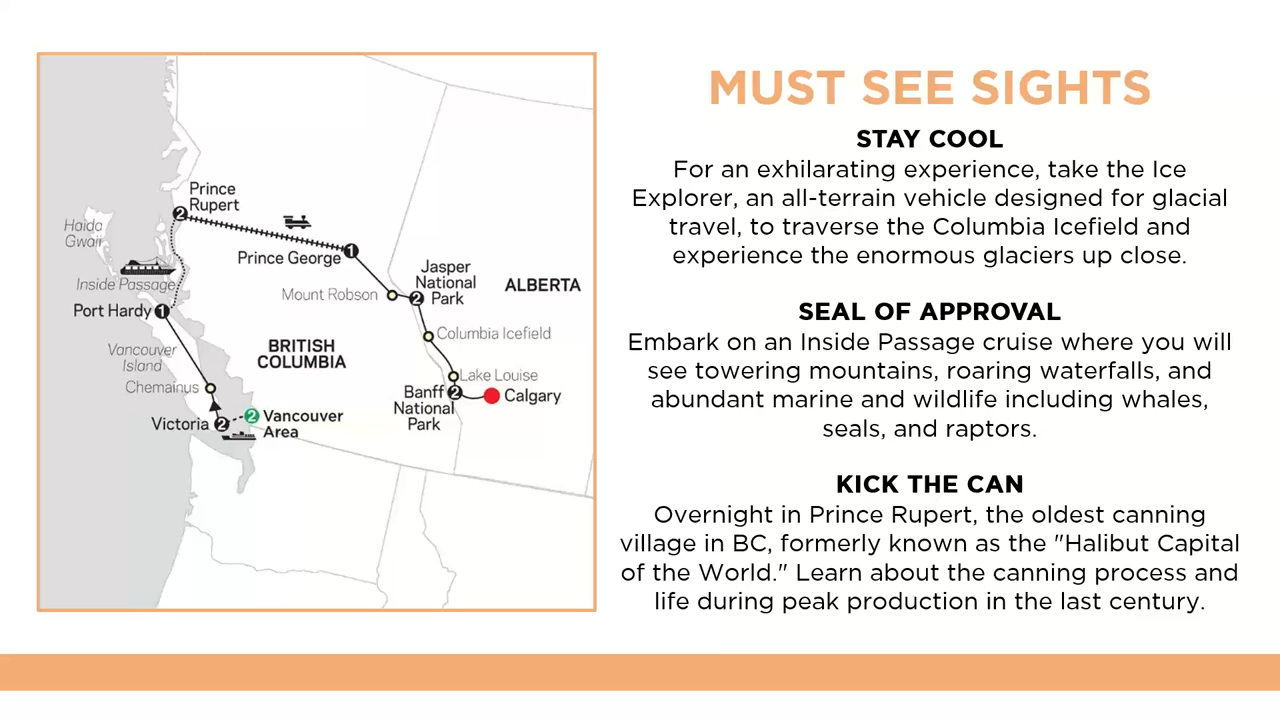 MUST SEE SIGHTS
STAY COOL
For an exhilarating experience, take the Ice
Explorer, an all-terrain vehicle designed for glacial
travel, to traverse the Columbia Icefield and
experience the enormous glaciers up close.
SEAL OF APPROVAL
Embark on an Inside Passage cruise where you will
see towering mountains, roaring waterfalls, and
abundant marine and wildlife including whales,
seals, and raptors.
KICK THE CAN
Overnight in Prince Rupert, the oldest canning
village in BC, formerly known as the "Halibut Capital
of the World." Learn about the canning process and
life during peak production in the last century.
Prince
Rupert
2
Haida
Gwaii
Prince George
1
Inside Passage
Port Hardy
1
Mount Robson
Jasper
National
Park
2
ALBERTA
Columbia Icefield
BRITISH
COLUMBIA
Vancouver
Island
Chemainus
Lake Louise
Banff
National
Park
2
Calgary
Victoria
2
2
Vancouver
Area